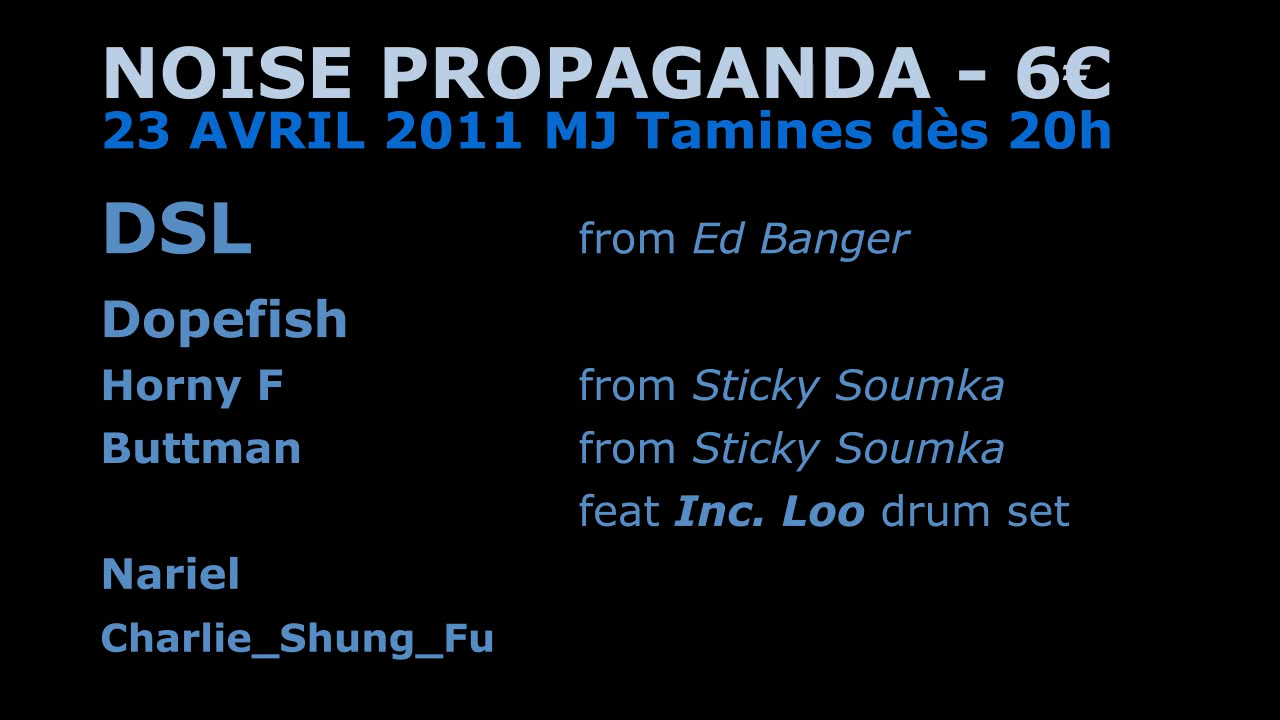 NOISE PROPAGANDA - 6€
23 AVRIL 2011 MJ Tamines dès 20h
DSL from Ed Banger
Dopefish
Horny F from Sticky Soumka
Buttman from Sticky Soumka
feat Inc. Loo drum set
Nariel
Charlie_Shung_Fu